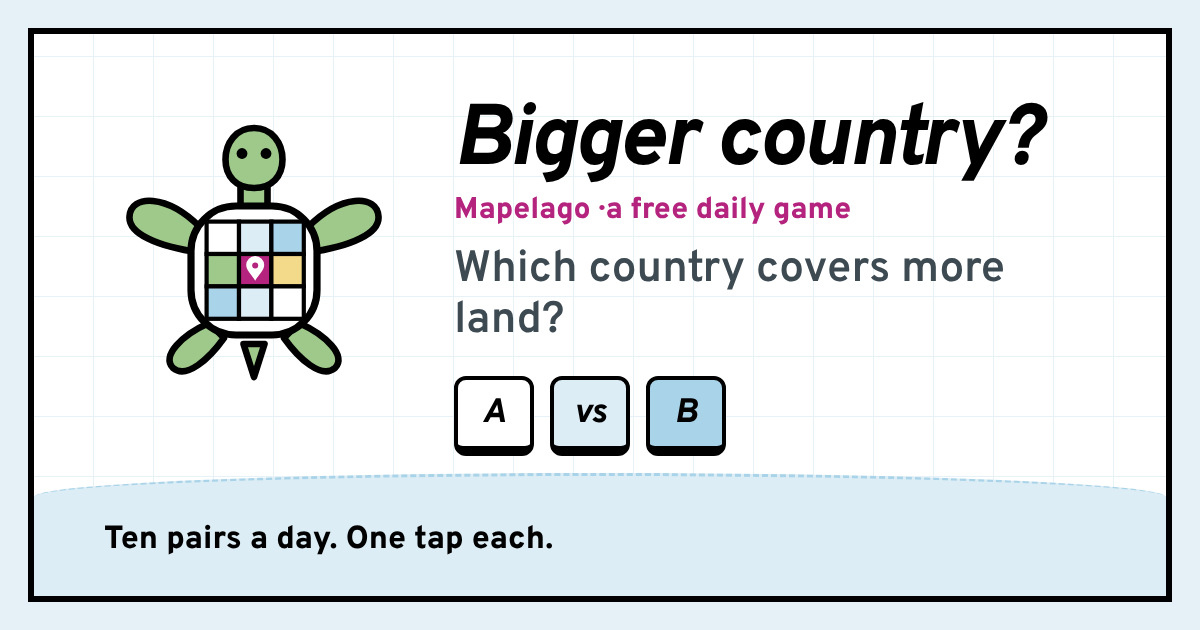 Bigger country?
Mapelago ·a free daily game
Which country covers more
land?
A vs B
Ten pairs a day. One tap each.